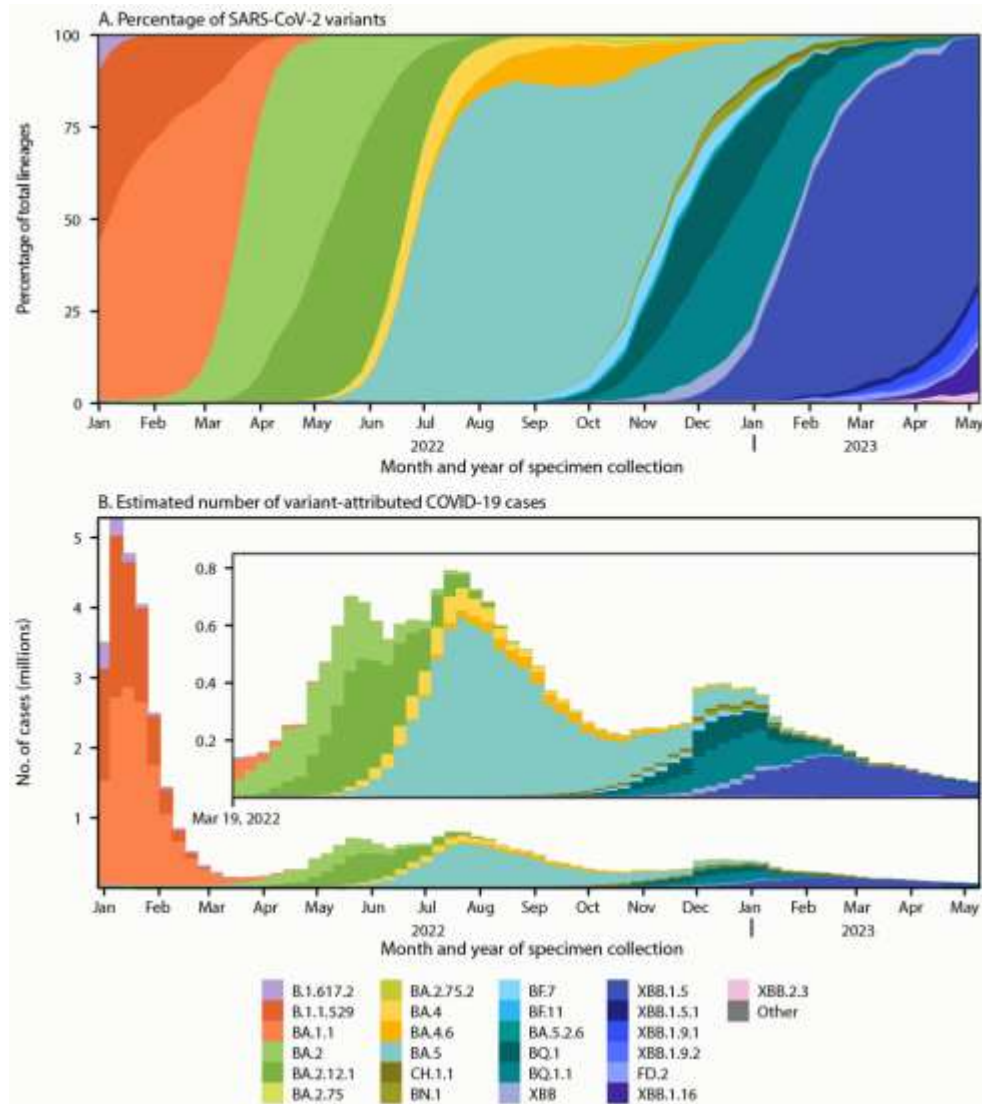 A. Percentage of SARS-CoV-2 variants
Percentage of total lineages
100
75
50
25
0
Jan Feb Mar Apr May Jun Jul Aug Sep Oct Nov Dec Jan Feb Mar Apr May
2022 2023
Month and year of specimen collection
B. Estimated number of variant-attributed COVID-19 cases
No. of cases (millions)
5
4
3
2
1
0.8
0.6
0.4
0.2
Mar 19, 2022
Jan Feb Mar Apr May Jun Jul Aug Sep Oct Nov Dec Jan Feb Mar Apr May
2022 2023
Month and year of specimen collection
B.1.617.2 BA.2.75.2 BF.7 XBB.1.5 XBB.2.3
B.1.1.529 BA.4 BF.11 XBB.1.5.1 Other
BA.1.1 BA.4.6 BA.5.2.6 XBB.1.9.1
BA.2 BA.5 BQ.1 XBB.1.9.2
BA.2.12.1 CH.1.1 BQ.1.1 FD.2
BA.2.75 BN.1 XBB XBB.1.16